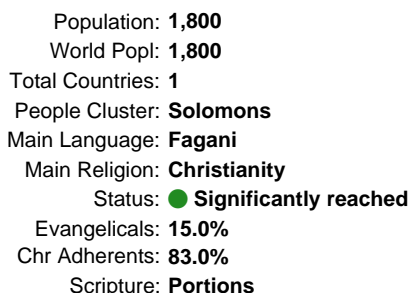 Population: 1,800
World Popl: 1,800
Total Countries: 1
People Cluster: Solomons
Main Language: Fagani
Main Religion: Christianity
Status: Significantly reached
Evangelicals: 15.0%
Chr Adherents: 83.0%
Scripture: Portions